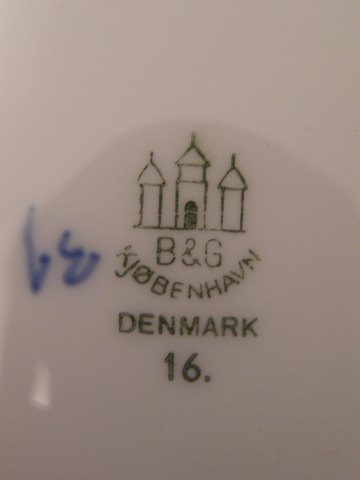 B&G
KJØBENHAVN
DENMARK
16.